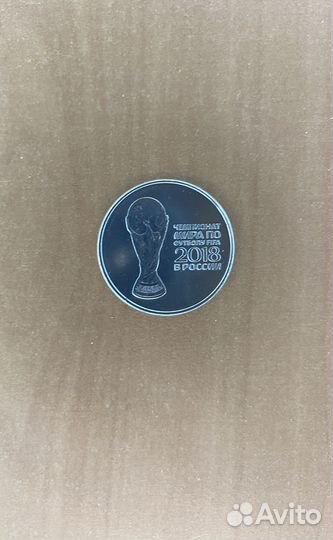 ЧЕМПИОНАТ
МИРА ПО
ФУТБОЛУ FIFA
2018
В РОССИИ
Avito